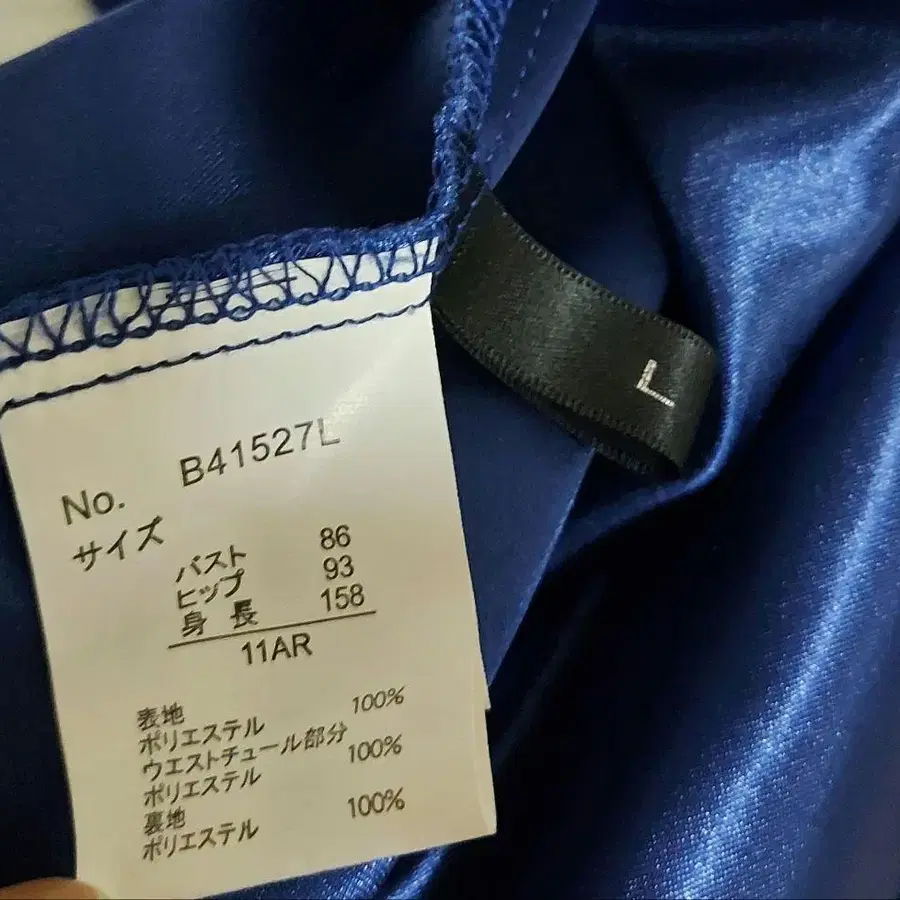 No. B41527L
サイズ
バスト 86
ヒップ 93
身長 158
11AR
表地
ポリエステル 100%
ウエストチュール部分
ポリエステル 100%
裏地
ポリエステル 100%
L